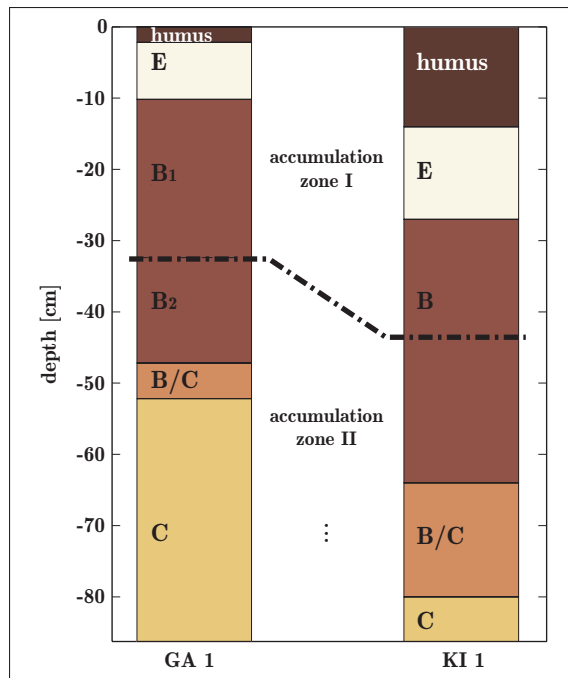 0
-10
-20
-30
-40
-50
-60
-70
-80
depth [cm]
humus
E
B1
B2
B/C
C
accumulation
zone I
accumulation
zone II
⋮
humus
E
B
B/C
C
GA 1
KI 1